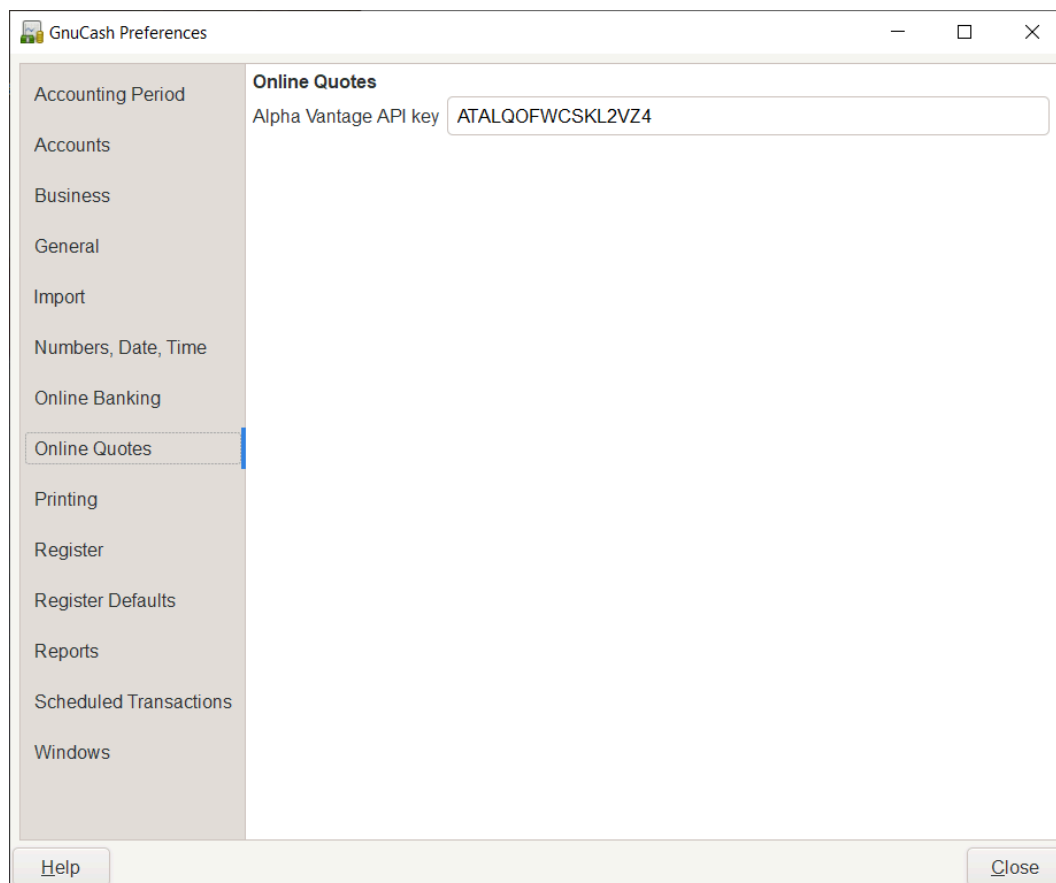 GnuCash Preferences
Accounting Period
Accounts
Business
General
Import
Numbers, Date, Time
Online Banking
Online Quotes
Printing
Register
Register Defaults
Reports
Scheduled Transactions
Windows
Online Quotes
Alpha Vantage API key ATALQOFWCSKL2VZ4
Help
Close